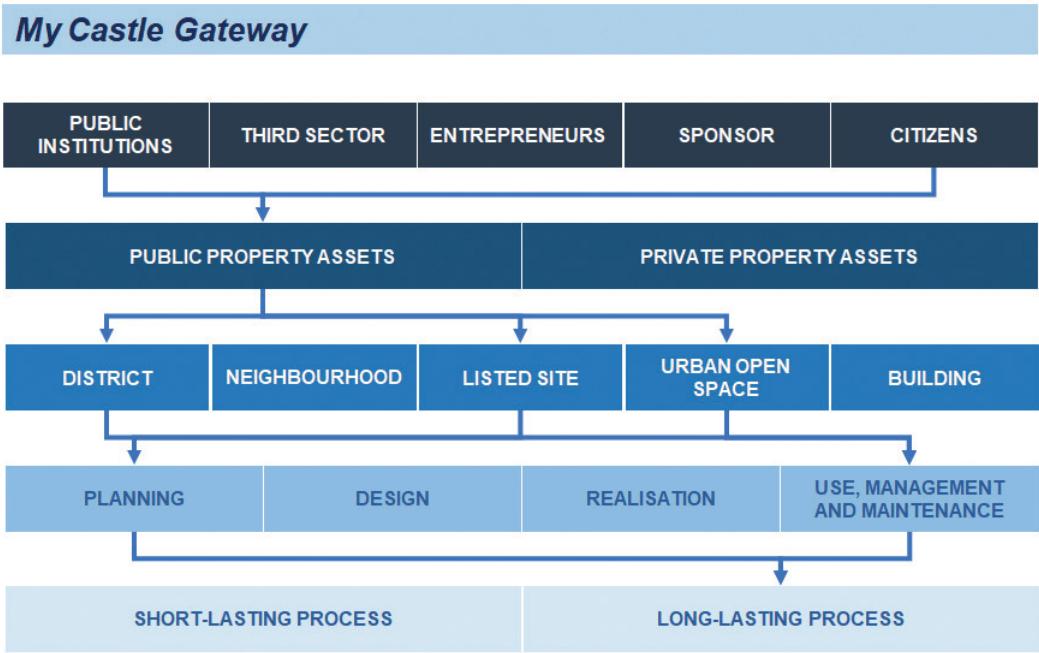 My Castle Gateway
PUBLIC
INSTITUTIONS
THIRD SECTOR
ENTREPRENEURS
SPONSOR
CITIZENS
PUBLIC PROPERTY ASSETS
PRIVATE PROPERTY ASSETS
DISTRICT
NEIGHBOURHOOD
LISTED SITE
URBAN OPEN
SPACE
BUILDING
PLANNING
DESIGN
REALISATION
USE, MANAGEMENT
AND MAINTENANCE
SHORT-LASTING PROCESS
LONG-LASTING PROCESS